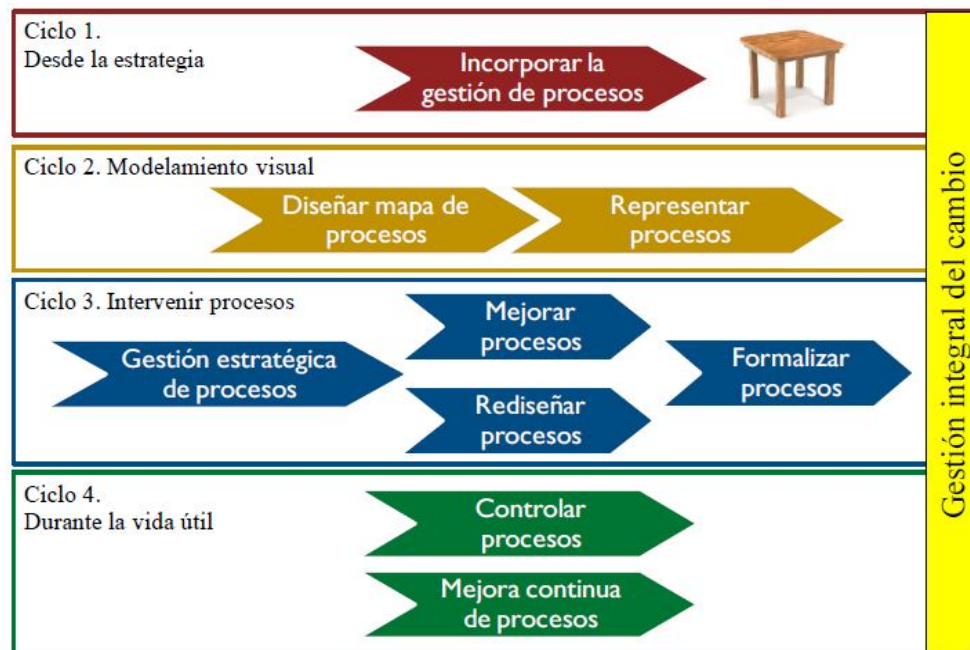 Ciclo 1.
Desde la estrategia
Incorporar la
gestión de procesos
Ciclo 2. Modelamiento visual
Diseñar mapa de
procesos
Representar
procesos
Ciclo 3. Intervenir procesos
Gestión estratégica
de procesos
Mejorar
procesos
Rediseñar
procesos
Formalizar
procesos
Ciclo 4.
Durante la vida útil
Controlar
procesos
Mejora continua
de procesos
Gestión integral del cambio